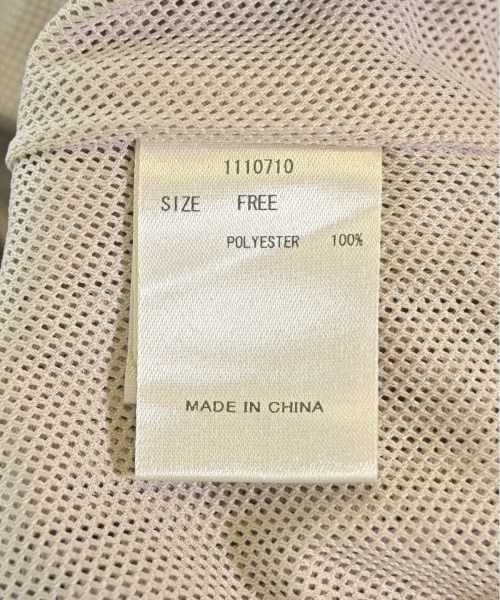 1110710
SIZE FREE
POLYESTER 100%
MADE IN CHINA